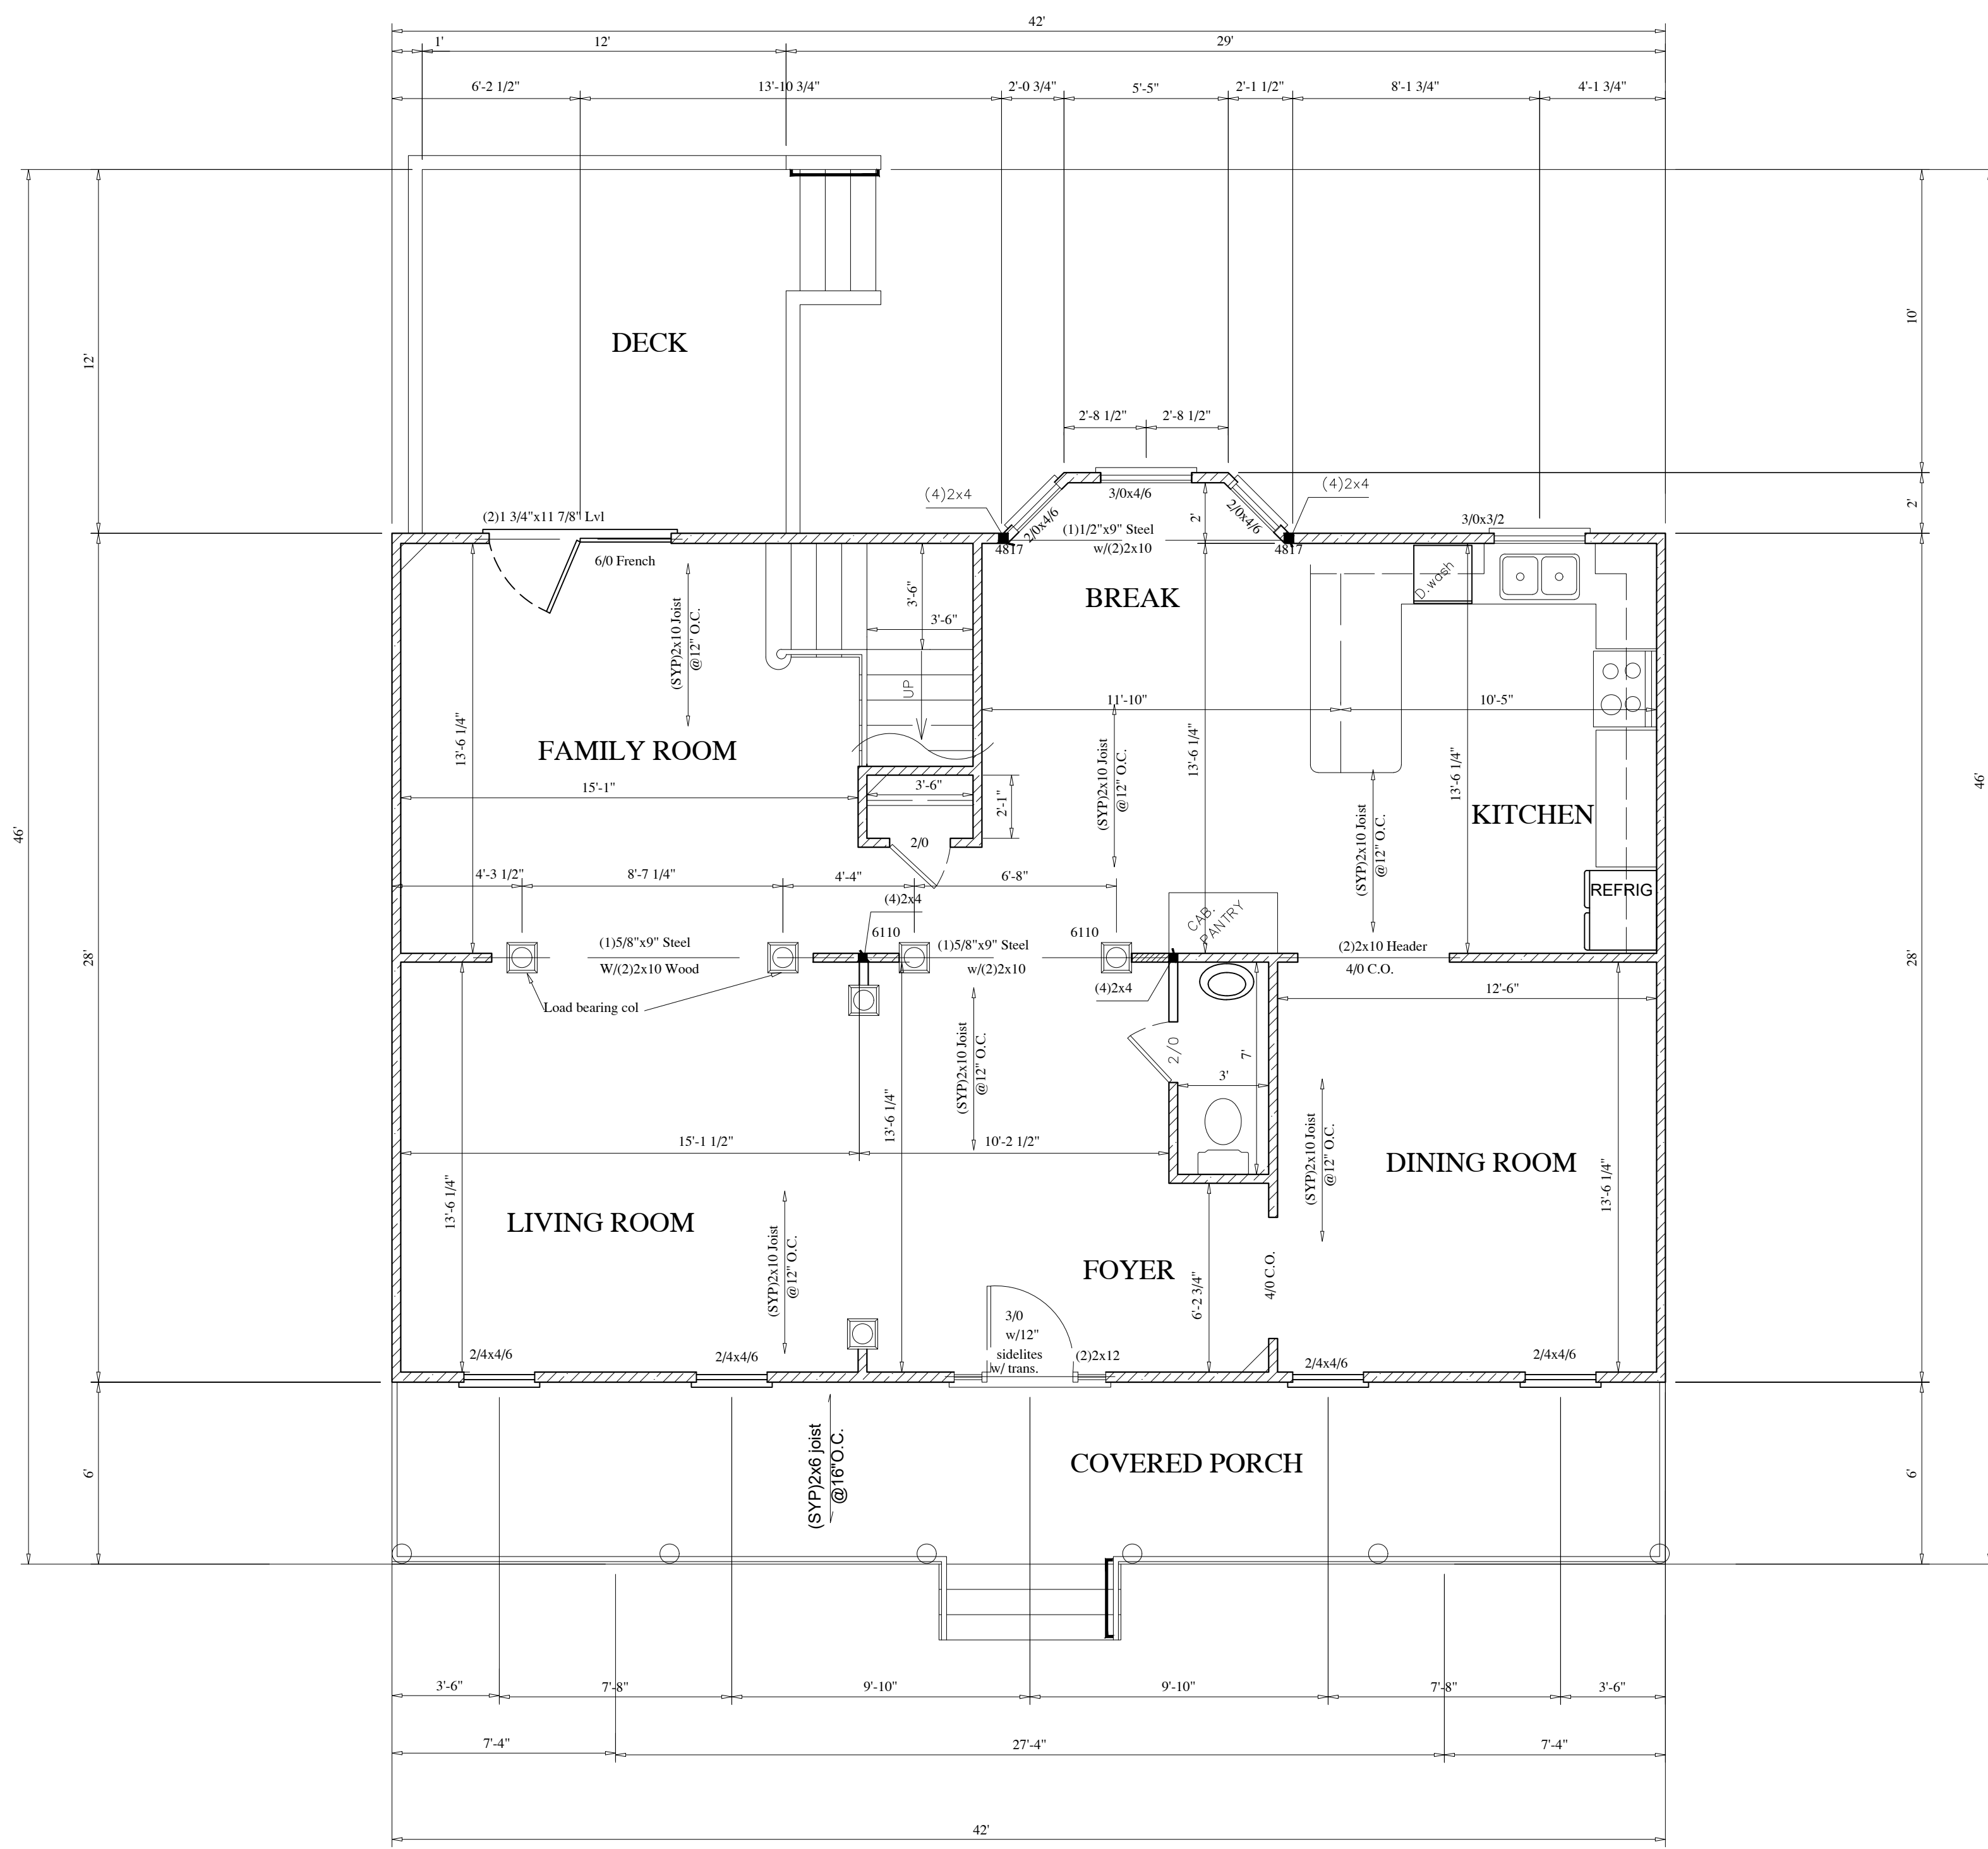 42'
1'
12'
29'
6'-2 1/2"
13'-10 3/4"
2'-0 3/4"
5'-5"
2'-1 1/2"
8'-1 3/4"
4'-1 3/4"
10'
12'
DECK
2'-8 1/2"
2'-8 1/2"
(4)2x4
(4)2x4
3/0x4/6
2/0x4/6
2/0x4/6
2'
2'
(2)1 3/4"x11 7/8" Lvl
(1)1/2"x9" Steel
w/(2)2x10
3/0x3/2
4817
4817
6/0 French
D.wash
BREAK
3'-6"
3'-6"
(SYP)2x10 Joist
@12" O.C.
UP
11'-10"
10'-5"
13'-6 1/4"
FAMILY ROOM
13'-6 1/4"
13'-6 1/4"
(SYP)2x10 Joist
@12" O.C.
46'
46'
15'-1"
3'-6"
2'-1"
KITCHEN
2/0
(SYP)2x10 Joist
@12" O.C.
4'-3 1/2"
8'-7 1/4"
4'-4"
6'-8"
REFRIG
(4)2x4
CAB.
PANTRY
6110
6110
(1)5/8"x9" Steel
W/(2)2x10 Wood
(1)5/8"x9" Steel
w/(2)2x10
(2)2x10 Header
4/0 C.O.
28'
28'
(4)2x4
12'-6"
Load bearing col
2/0
7'
3'
(SYP)2x10 Joist
@12" O.C.
13'-6 1/4"
15'-1 1/2"
10'-2 1/2"
(SYP)2x10 Joist
@12" O.C.
DINING ROOM
13'-6 1/4"
13'-6 1/4"
LIVING ROOM
(SYP)2x10 Joist
@12" O.C.
FOYER
4/0 C.O.
6'-2 3/4"
3/0
w/12"
sidelites
w/ trans.
(2)2x12
2/4x4/6
2/4x4/6
2/4x4/6
2/4x4/6
(SYP)2x6 joist
@16"O.C.
COVERED PORCH
6'
6'
3'-6"
7'-8"
9'-10"
9'-10"
7'-8"
3'-6"
7'-4"
27'-4"
7'-4"
42'